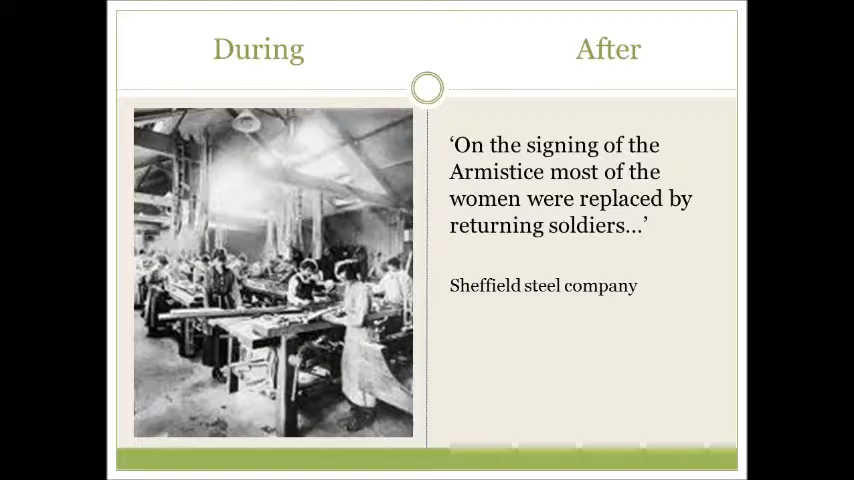 During
After
‘On the signing of the
Armistice most of the
women were replaced by
returning soldiers…’
Sheffield steel company